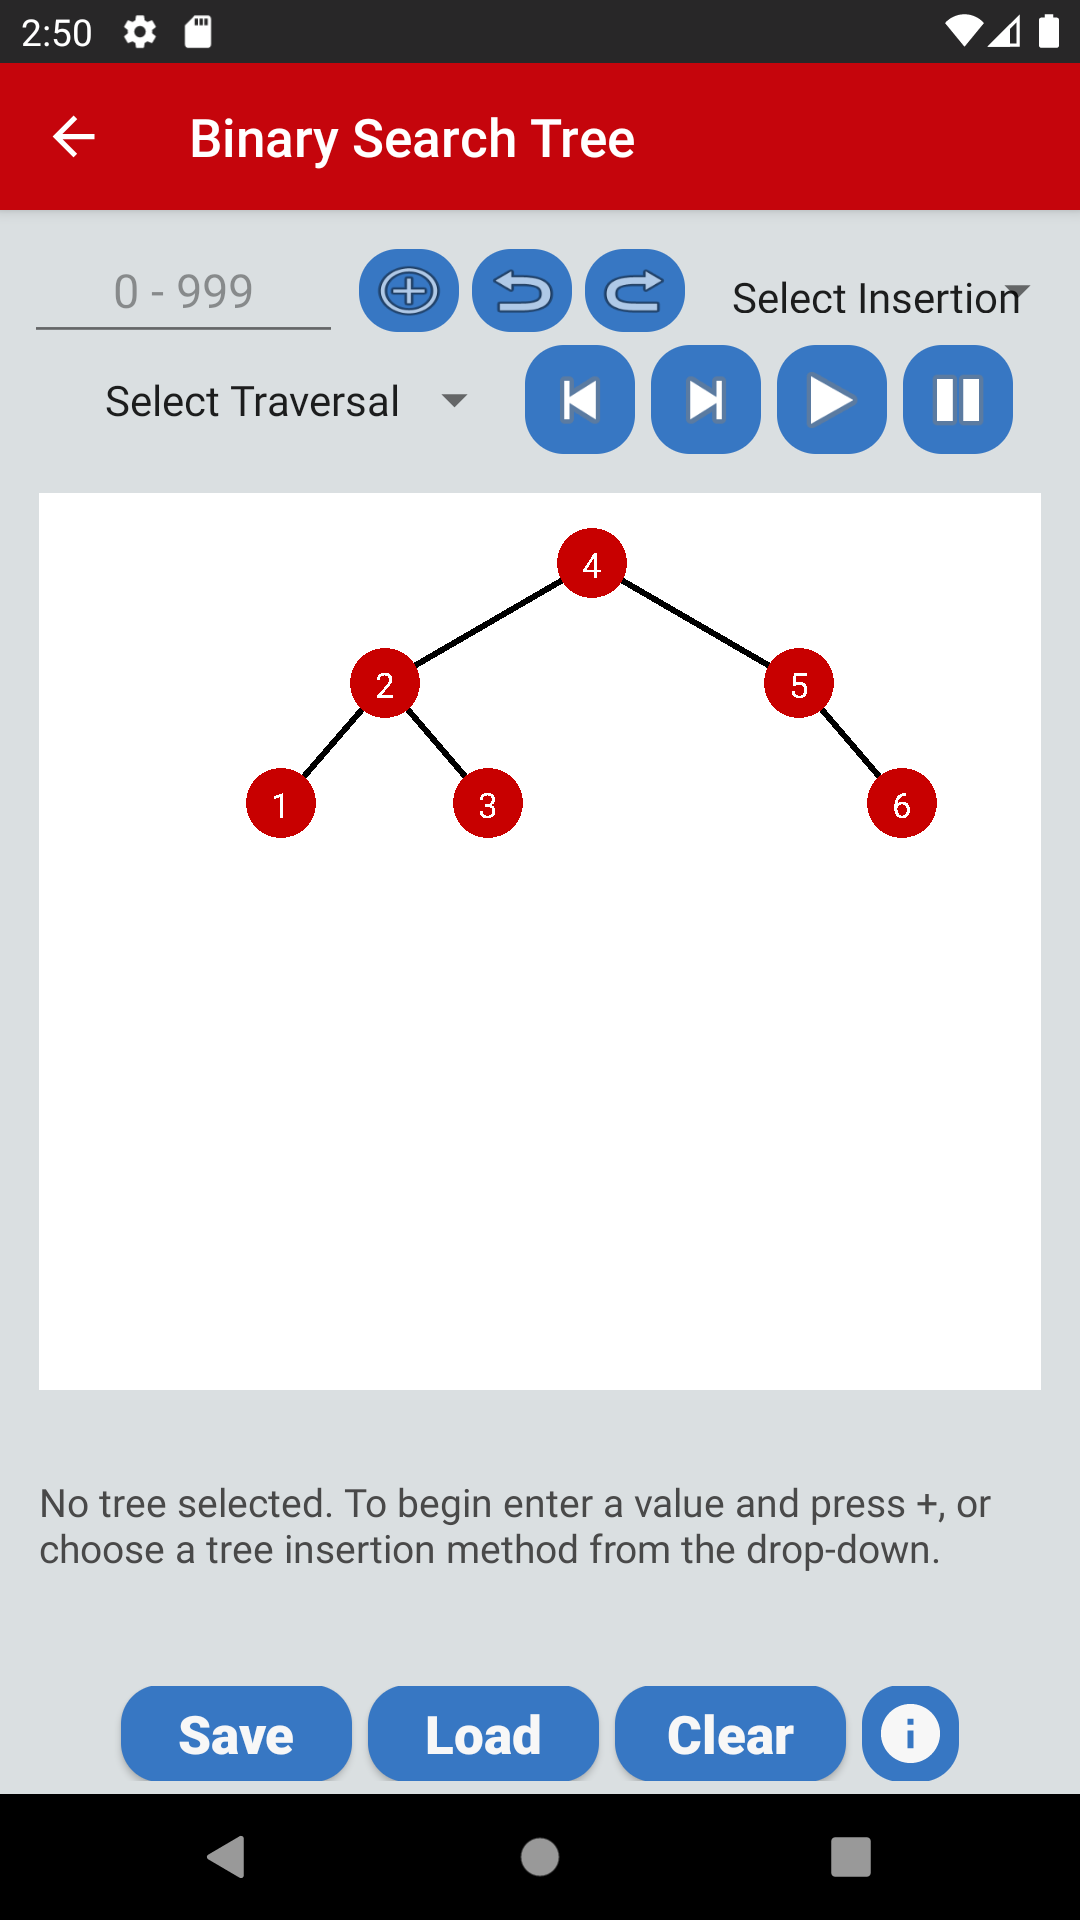 2:50
Binary Search Tree
0 - 999
Select Insertion
Select Traversal
4
2
5
1
3
6
No tree selected. To begin enter a value and press +, or
choose a tree insertion method from the drop-down.
Save
Load
Clear